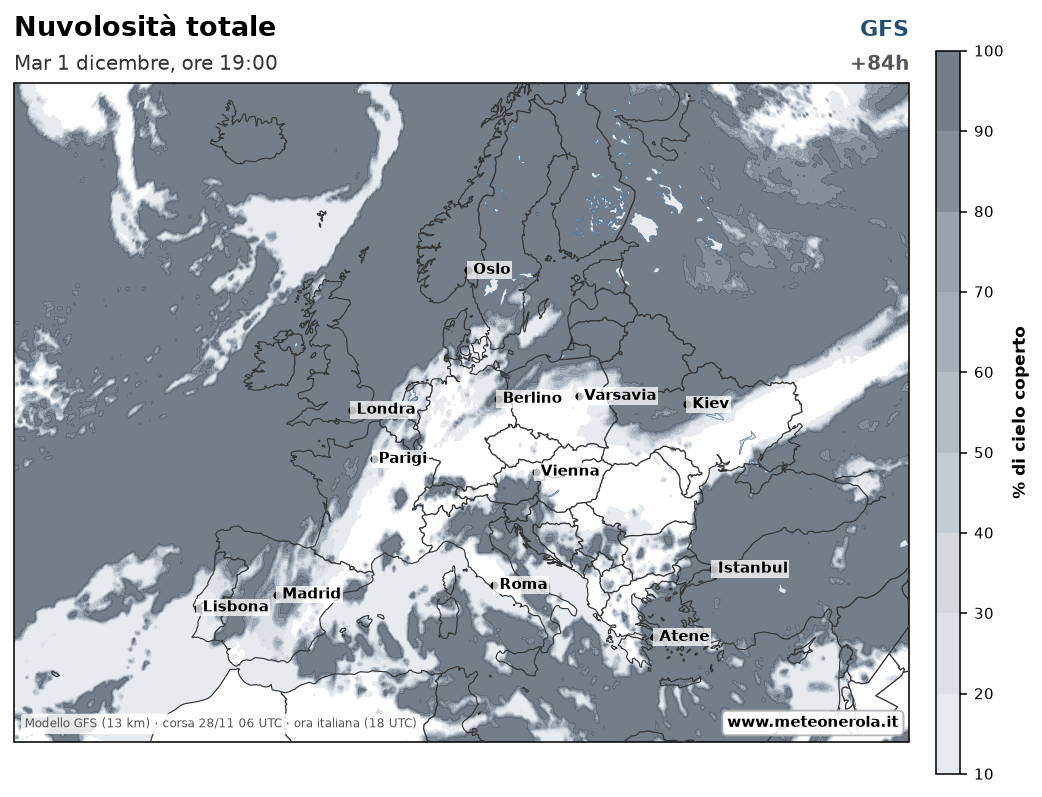 Nuvolosità totale
GFS
Mar 1 dicembre, ore 19:00
+84h
100
90
80
70
60
50
40
30
20
10
% di cielo coperto
Oslo
Berlino
Varsavia
Kiev
Londra
Parigi
Vienna
Istanbul
Roma
Madrid
Lisbona
Atene
Modello GFS (13 km) · corsa 28/11 06 UTC · ora italiana (18 UTC)
www.meteonerola.it